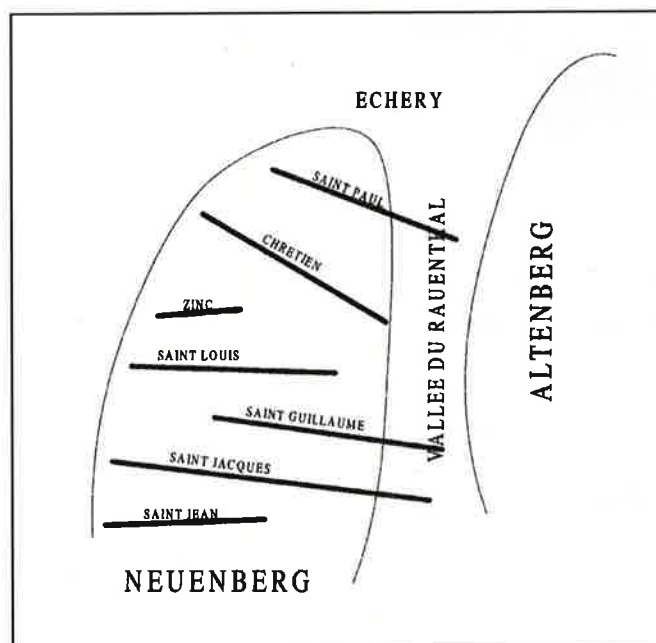 ECHERY
SAINT PAUL
CHRETIEN
VALLEE DU RAUENTHAL
ALTENBERG
ZINC
SAINT LOUIS
SAINT GUILLAUME
SAINT JACQUES
SAINT JEAN
NEUENBERG